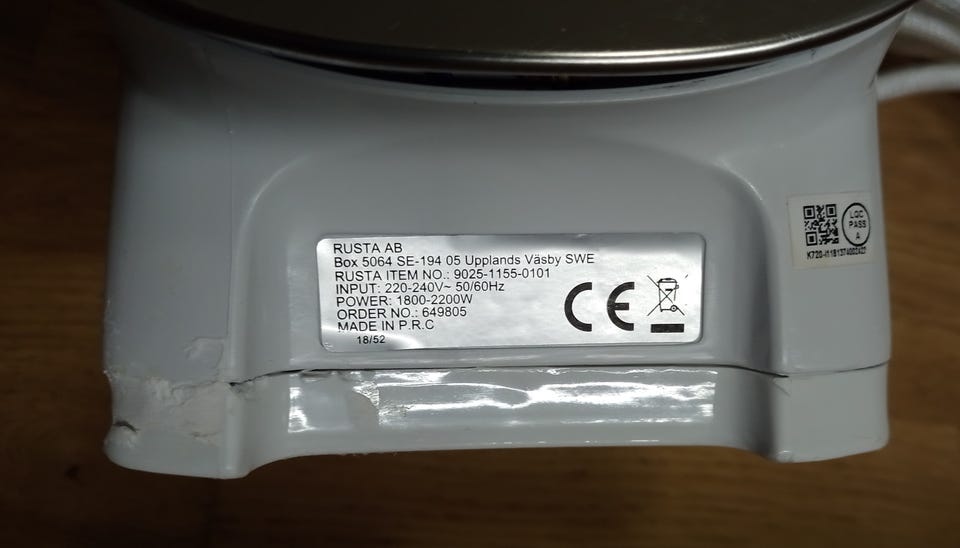 RUSTA AB
Box 5064 SE-194 05 Upplands Väsby SWE
RUSTA ITEM NO.: 9025-1155-0101
INPUT: 220-240V~ 50/60Hz
POWER: 1800-2200W
ORDER NO.: 649805
MADE IN P.R.C
18/52
CE
LQC
PASS
A